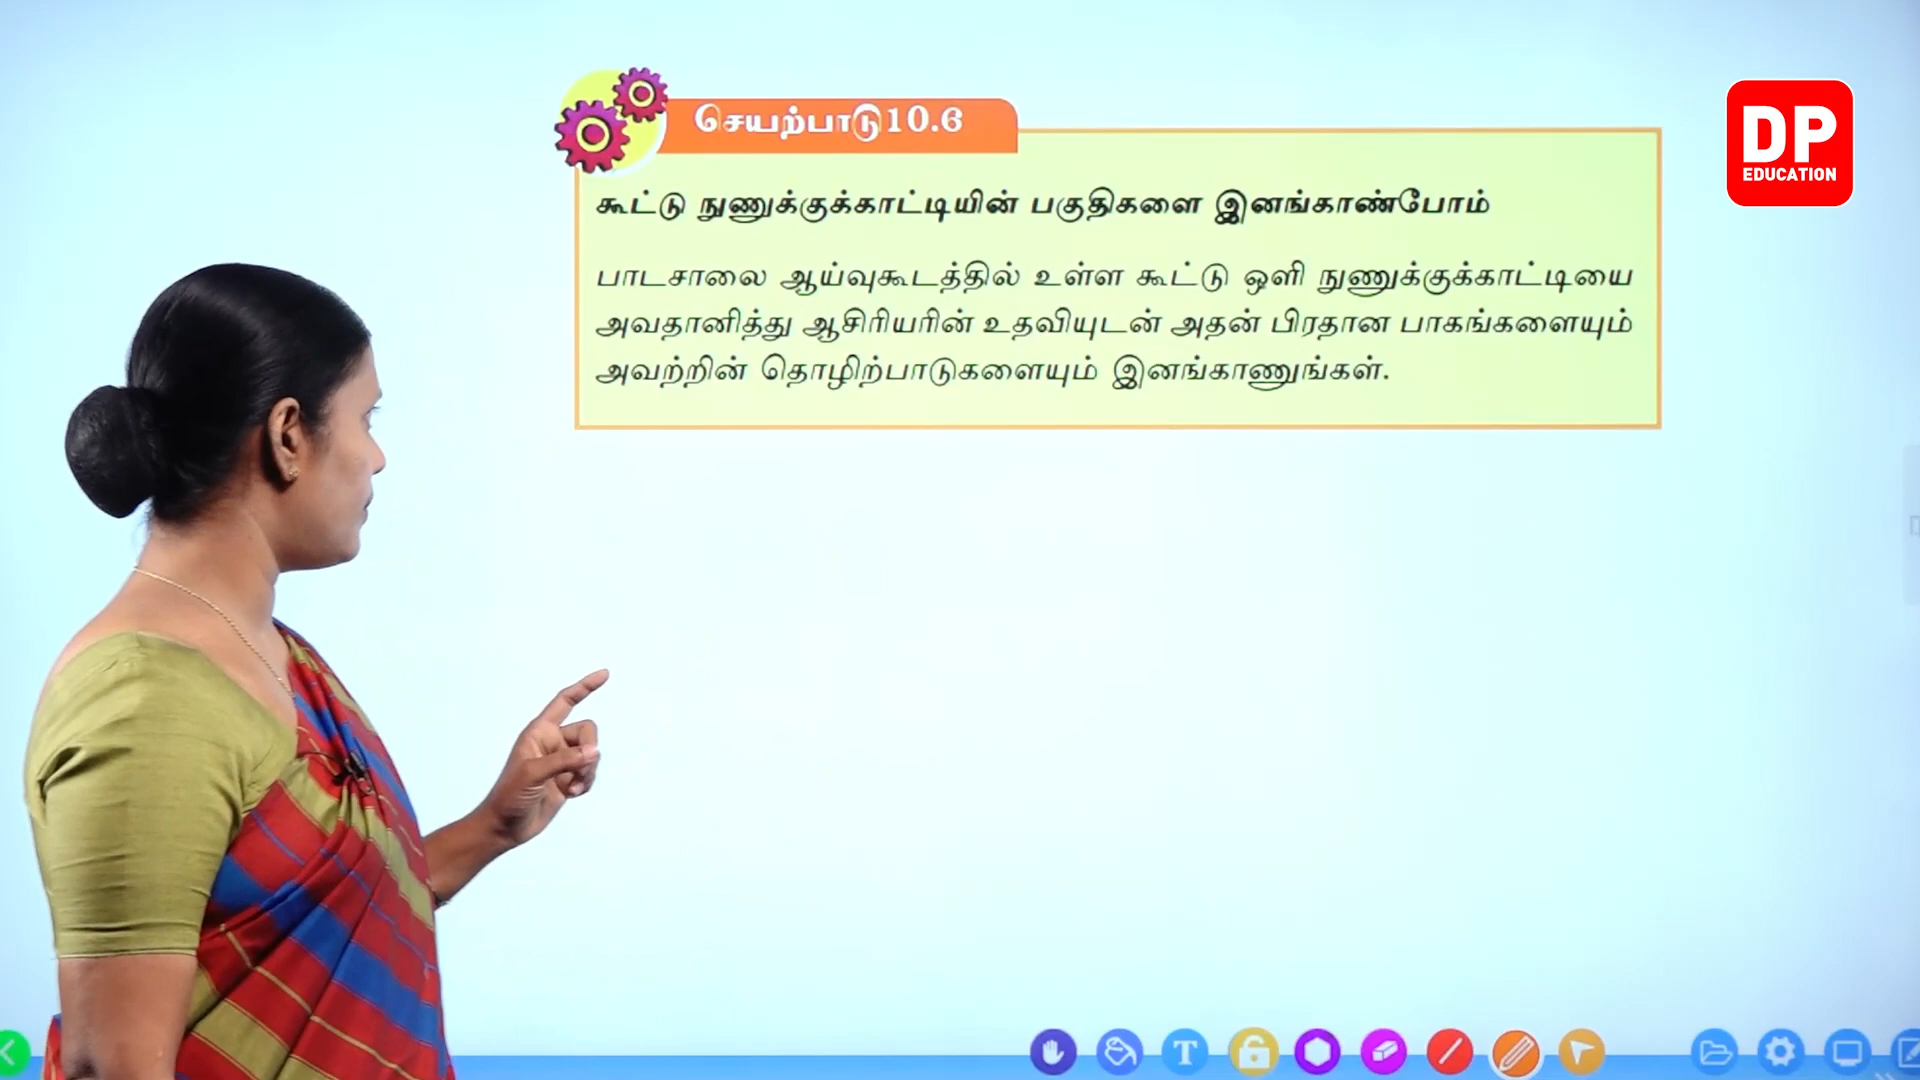 செயற்பாடு 10.6
DP
EDUCATION
கூட்டு நுணுக்குக்காட்டியின் பகுதிகளை இனங்காண்போம்
பாடசாலை ஆய்வுகூடத்தில் உள்ள கூட்டு ஒளி நுணுக்குக்காட்டியை
அவதானித்து ஆசிரியரின் உதவியுடன் அதன் பிரதான பாகங்களையும்
அவற்றின் தொழிற்பாடுகளையும் இனங்காணுங்கள்.
T